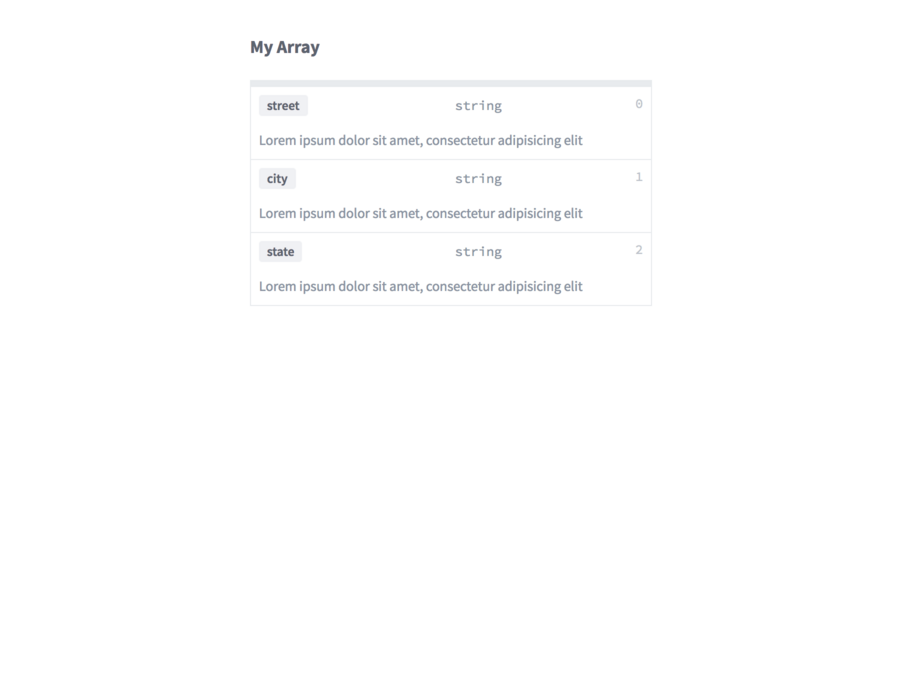 My Array
street string 0
Lorem ipsum dolor sit amet, consectetur adipisicing elit
city string 1
Lorem ipsum dolor sit amet, consectetur adipisicing elit
state string 2
Lorem ipsum dolor sit amet, consectetur adipisicing elit